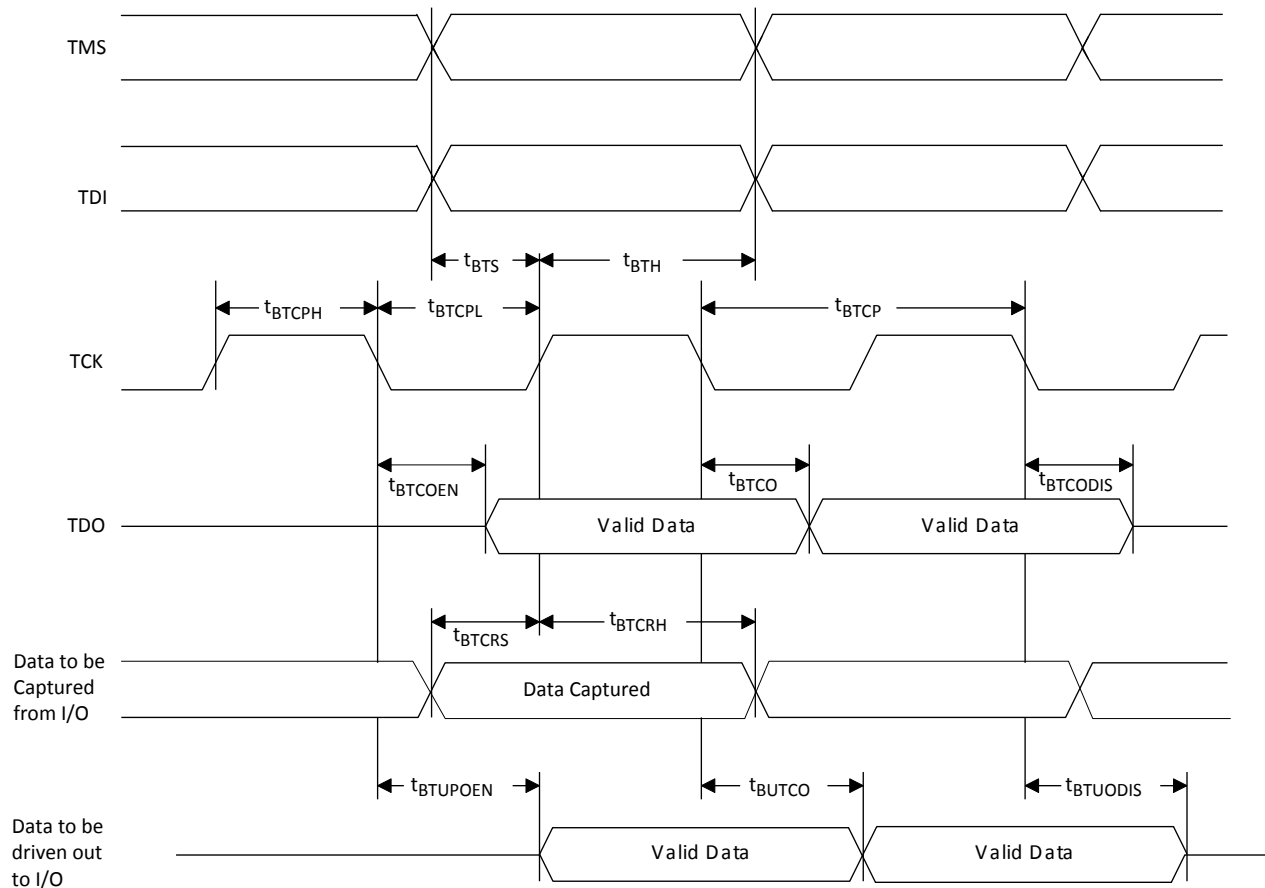 TMS
TDI
tBTS
tBTH
tBTCPH
tBTCPL
tBTCP
TCK
tBTCOEN
tBTCO
tBTCODIS
TDO
Valid Data
Valid Data
tBTCRS
tBTCRH
Data to be
Captured
from I/O
Data Captured
tBTUPOEN
tBUTCO
tBTUODIS
Data to be
driven out
to I/O
Valid Data
Valid Data